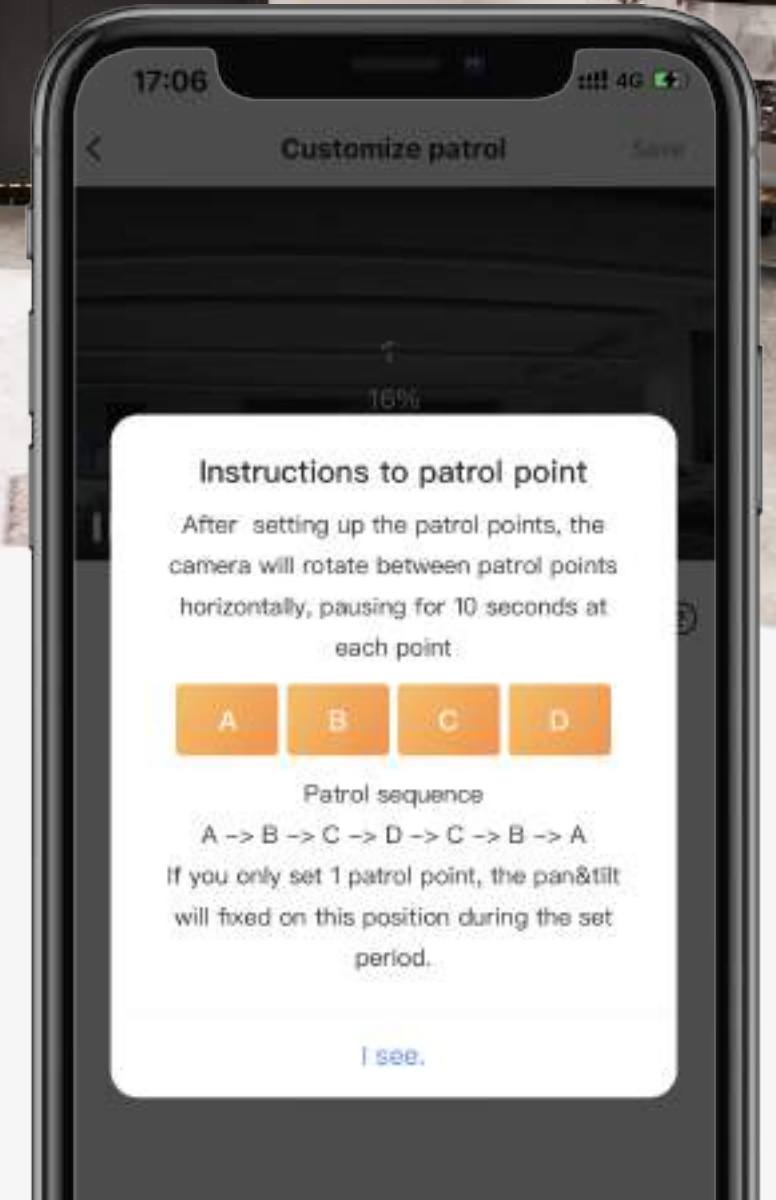 17:06
4G
Customize patrol
Save
16%
Instructions to patrol point
After setting up the patrol points, the
camera will rotate between patrol points
horizontally, pausing for 10 seconds at
each point
A B C D
Patrol sequence
A -> B -> C -> D -> C -> B -> A
If you only set 1 patrol point, the pan&tilt
will fixed on this position during the set
period.
I see.